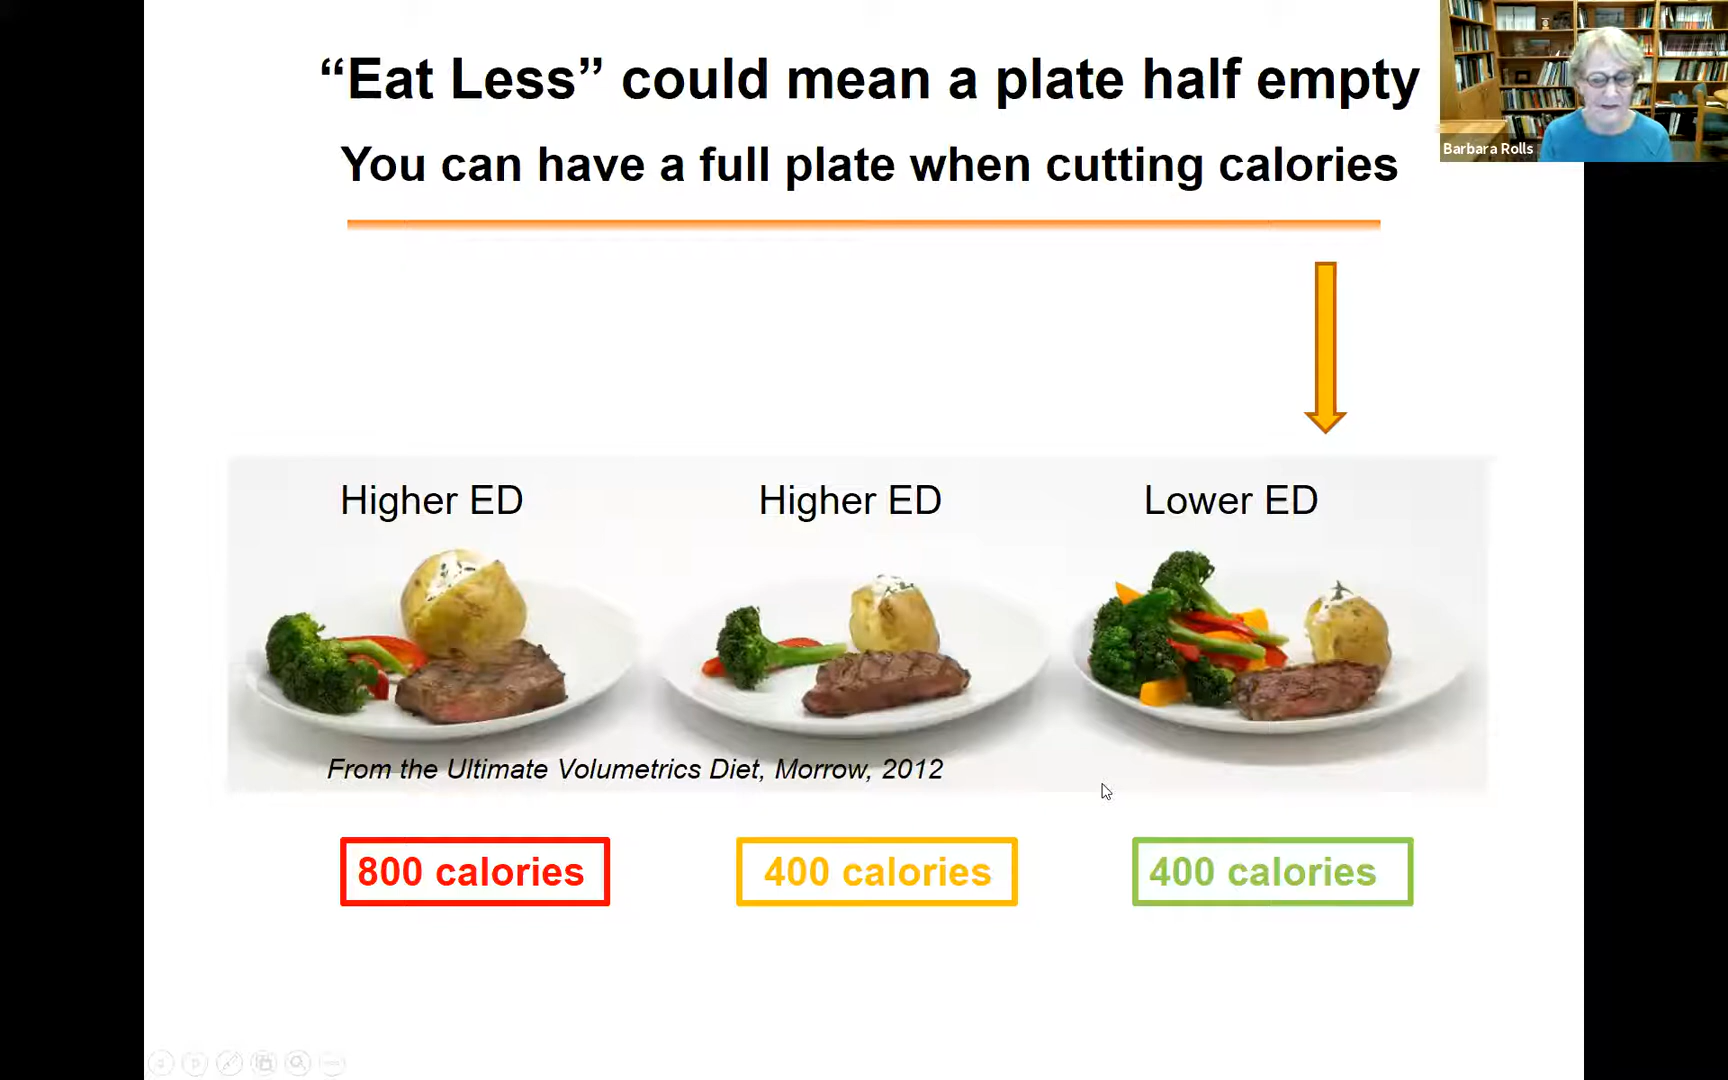 “Eat Less” could mean a plate half empty
You can have a full plate when cutting calories
Barbara Rolls
Higher ED
Higher ED
Lower ED
From the Ultimate Volumetrics Diet, Morrow, 2012
800 calories
400 calories
400 calories